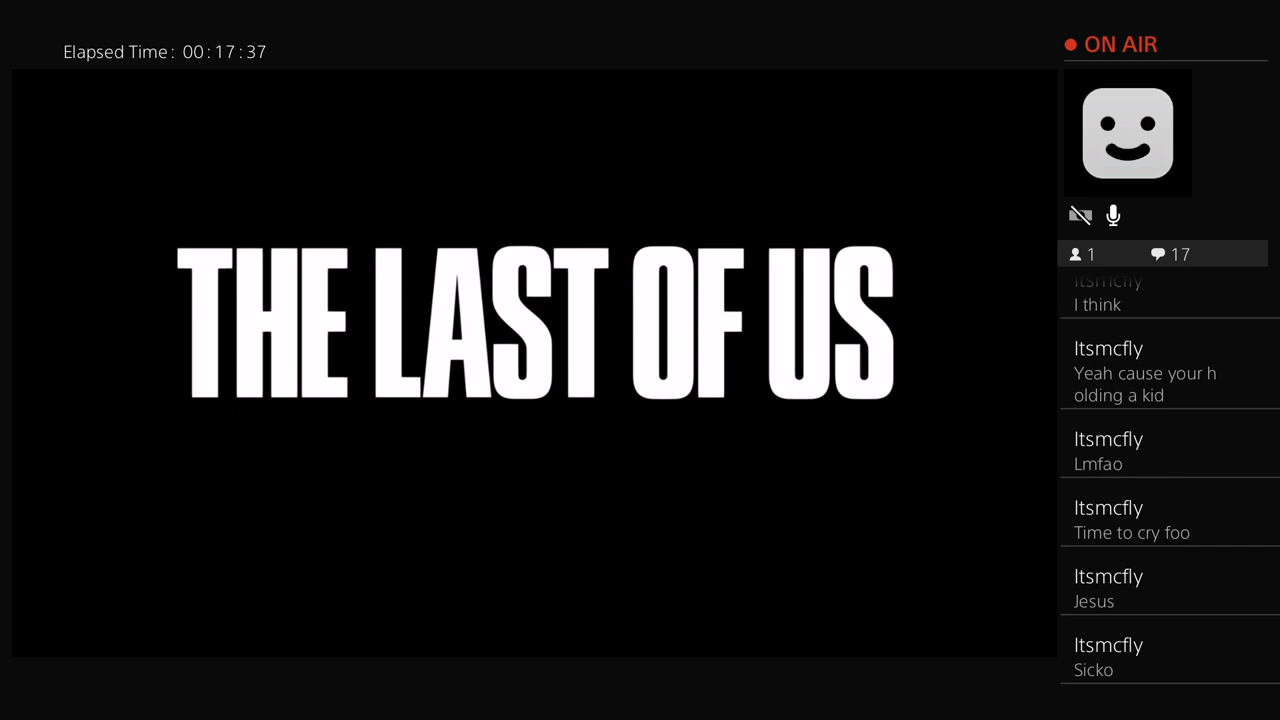 Elapsed Time: 00:17:37
ON AIR
THE LAST OF US
1
17
Itsmcfly
I think
Itsmcfly
Yeah cause your h
olding a kid
Itsmcfly
Lmfao
Itsmcfly
Time to cry foo
Itsmcfly
Jesus
Itsmcfly
Sicko